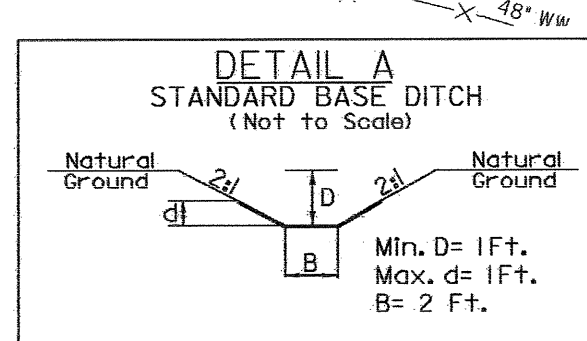 X 48" WW
DETAIL A
STANDARD BASE DITCH
(Not to Scale)
Natural
Ground
2:1
D
2:1
Natural
Ground
d
B
Min. D= 1Ft.
Max. d= 1Ft.
B= 2 Ft.